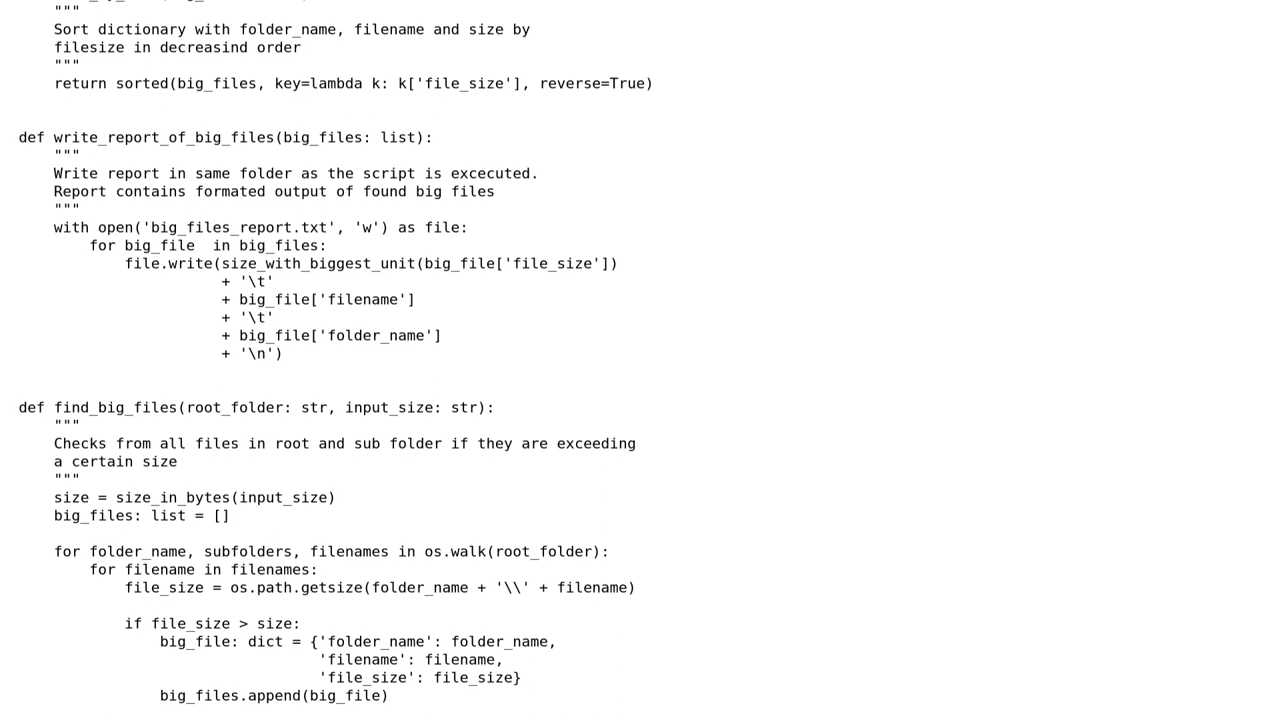 """
Sort dictionary with folder_name, filename and size by
filesize in decreasind order
"""
return sorted(big_files, key=lambda k: k['file_size'], reverse=True)
def write_report_of_big_files(big_files: list):
"""
Write report in same folder as the script is excecuted.
Report contains formated output of found big files
"""
with open('big_files_report.txt', 'w') as file:
for big_file  in big_files:
file.write(size_with_biggest_unit(big_file['file_size'])
+ '\t'
+ big_file['filename']
+ '\t'
+ big_file['folder_name']
+ '\n')
def find_big_files(root_folder: str, input_size: str):
"""
Checks from all files in root and sub folder if they are exceeding
a certain size
"""
size = size_in_bytes(input_size)
big_files: list = []
for folder_name, subfolders, filenames in os.walk(root_folder):
for filename in filenames:
file_size = os.path.getsize(folder_name + '\\' + filename)
if file_size > size:
big_file: dict = {'folder_name': folder_name,
'filename': filename,
'file_size': file_size}
big_files.append(big_file)